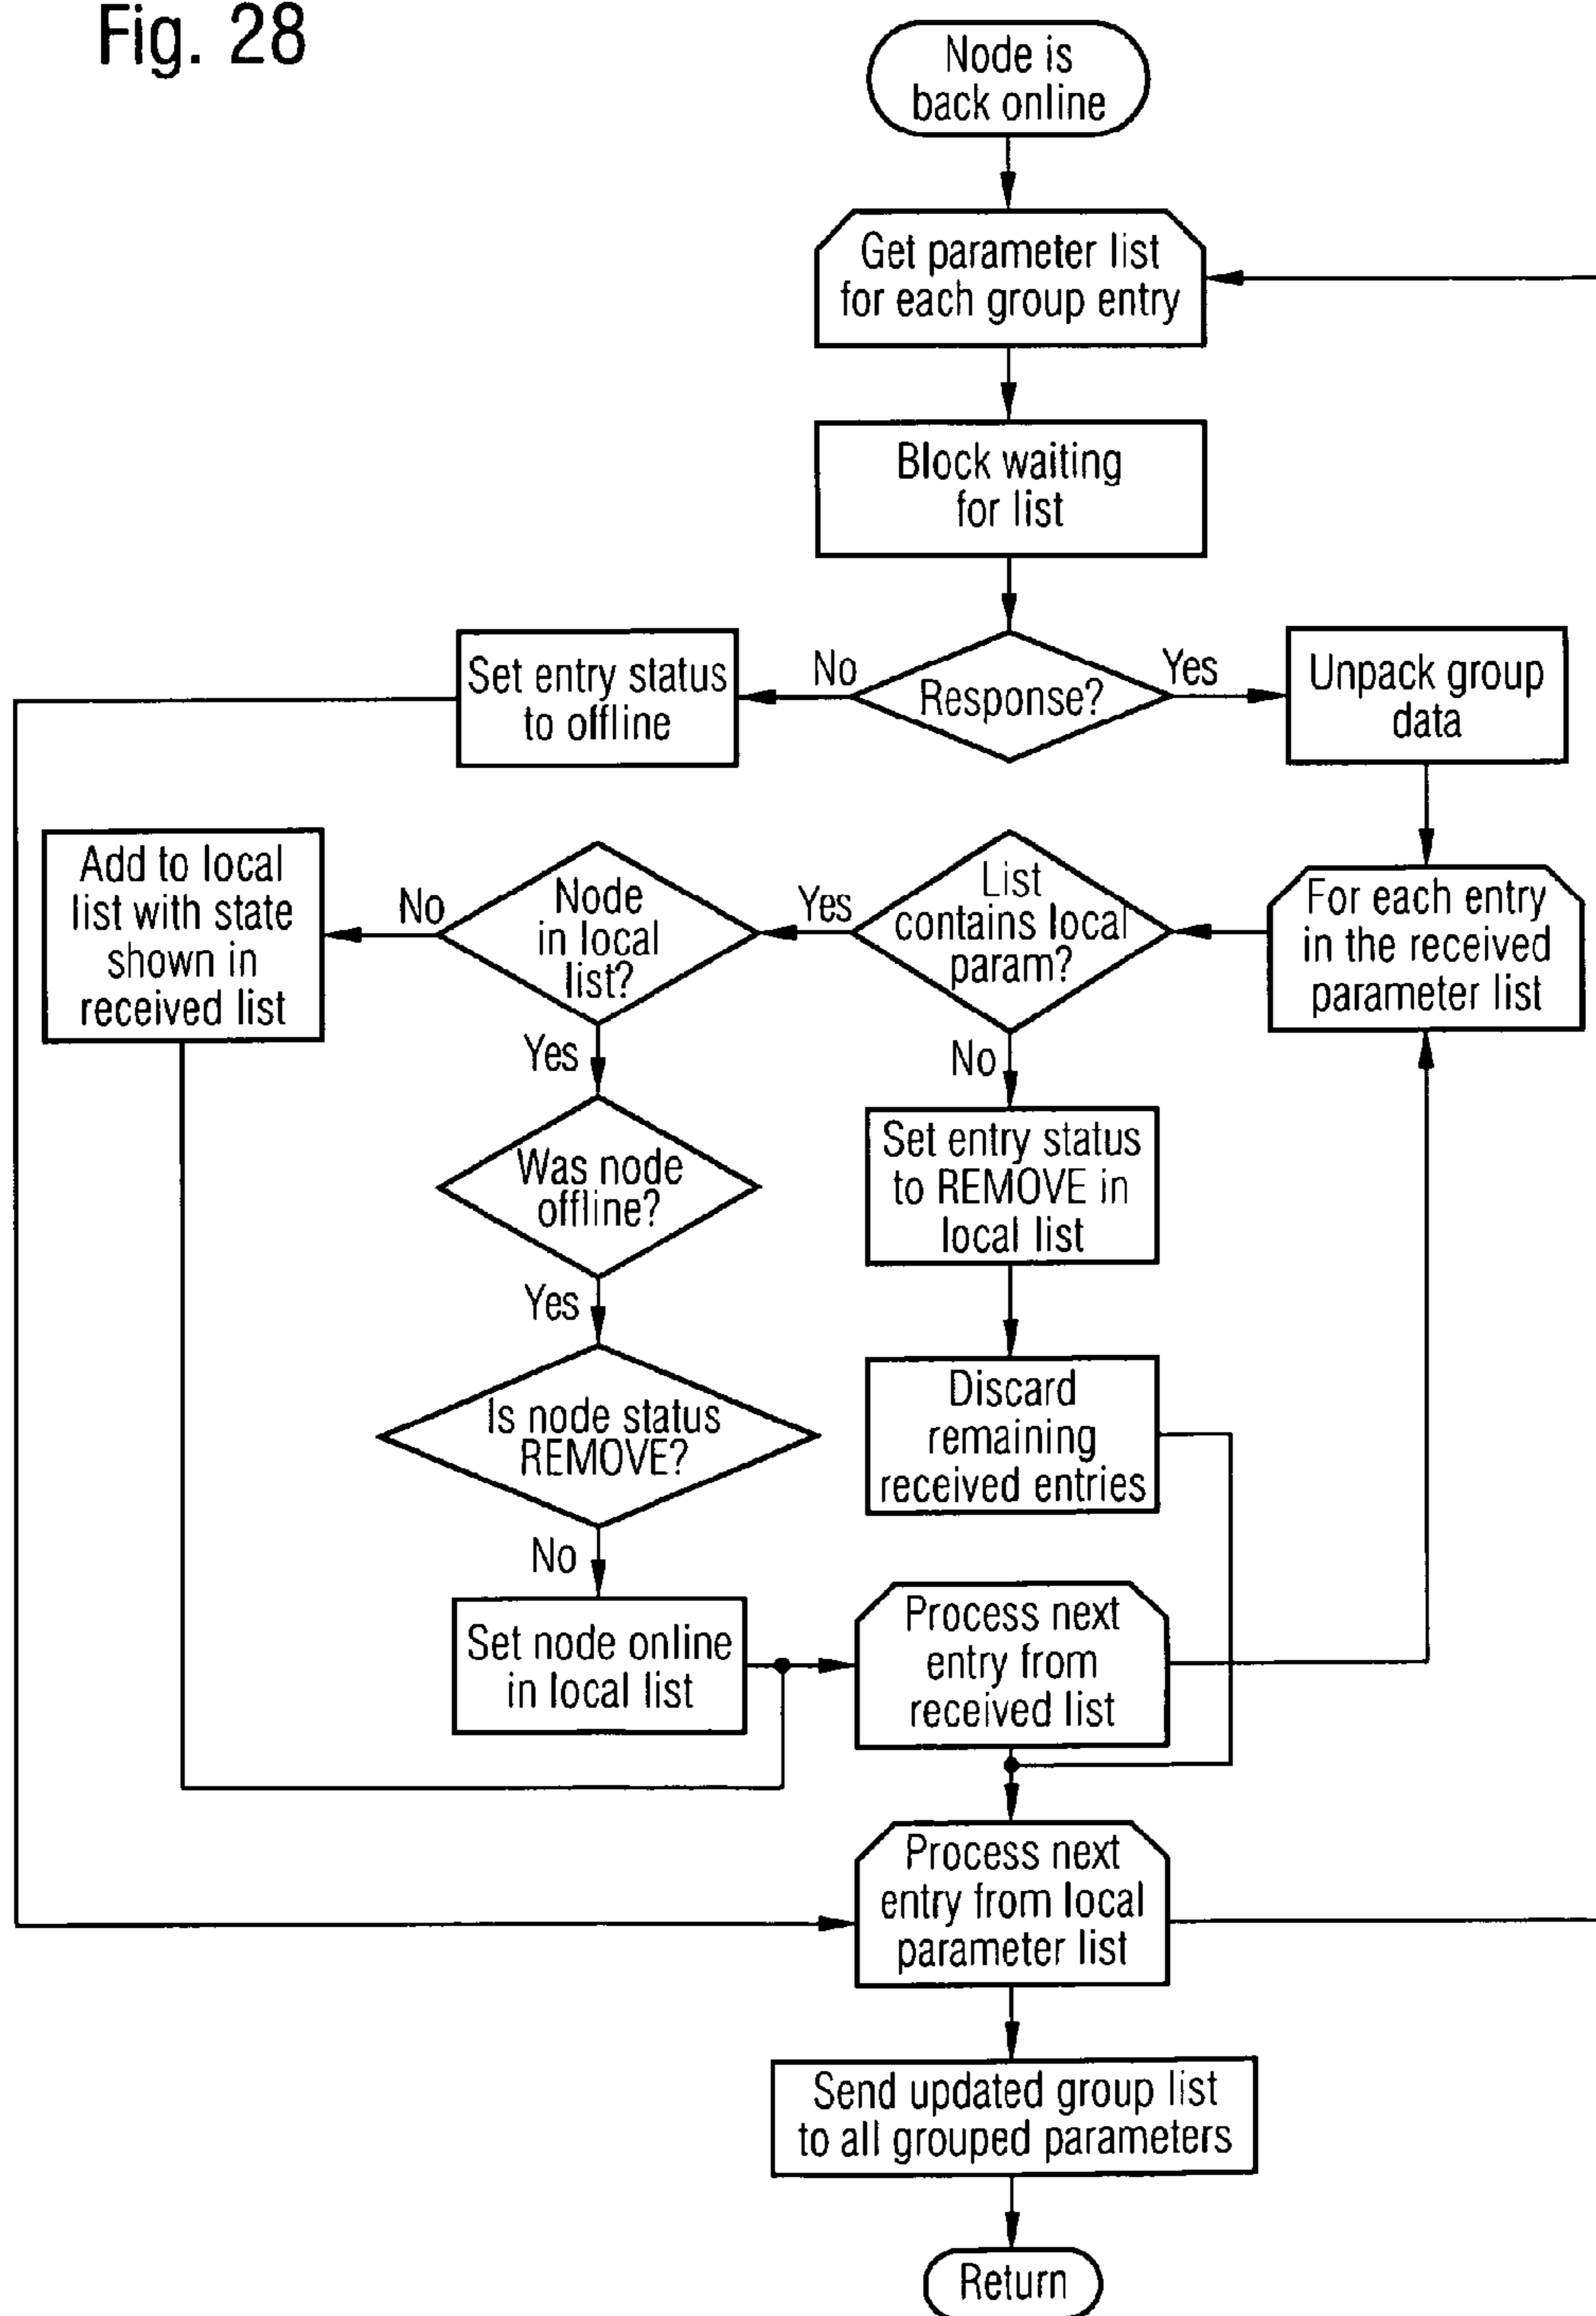 Fig. 28
Node is
back online
Get parameter list
for each group entry
Block waiting
for list
Set entry status
to offline
No
Response?
Yes
Unpack group
data
Add to local
list with state
shown in
received list
No
Node
in local
list?
Yes
List
contains local
param?
For each entry
in the received
parameter list
Yes
No
Was node
offline?
Set entry status
to REMOVE in
local list
Yes
Is node status
REMOVE?
Discard
remaining
received entries
No
Set node online
in local list
Process next
entry from
received list
Process next
entry from local
parameter list
Send updated group list
to all grouped parameters
Return